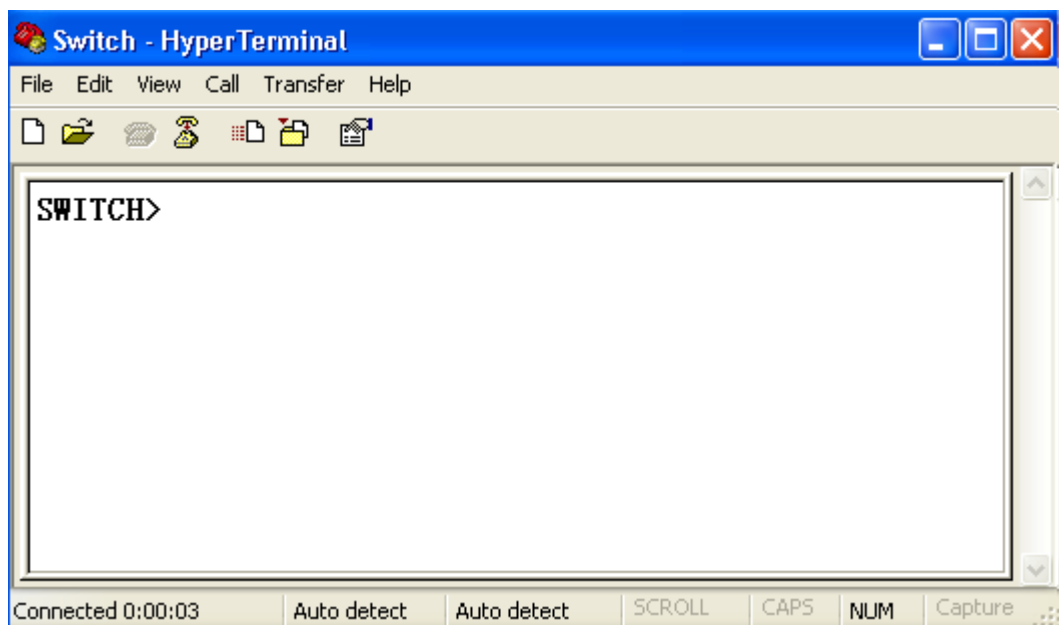 Switch - HyperTerminal
File Edit View Call Transfer Help
SWITCH>
Connected 0:00:03 Auto detect Auto detect SCROLL CAPS NUM Capture